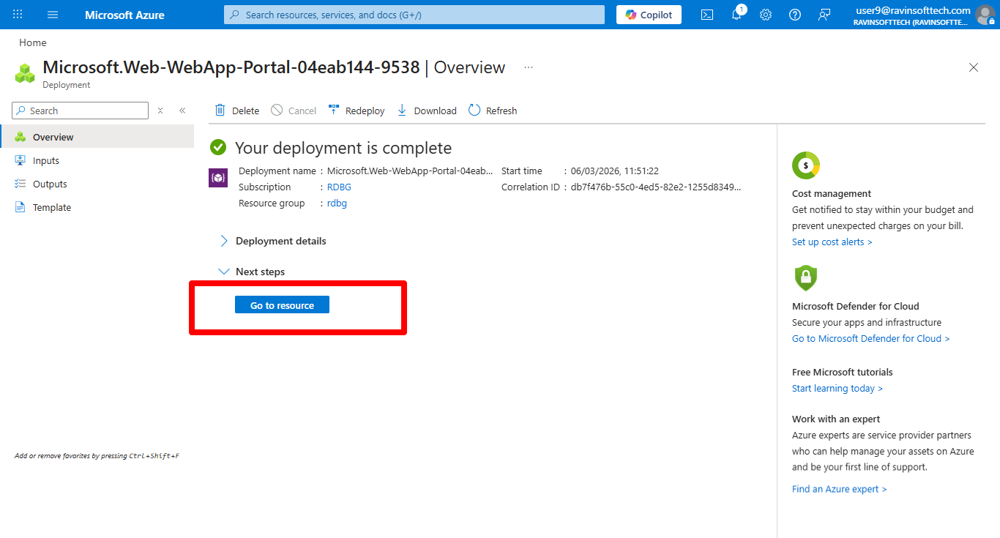 Microsoft Azure
Search resources, services, and docs (G+/)
Copilot
1
user9@ravinsofttech.com
RAVINSOFTTECH (RAVINSOFTTE...
Home
Microsoft.Web-WebApp-Portal-04eab144-9538 | Overview ...
Deployment
Search
Delete
Cancel
Redeploy
Download
Refresh
Overview
Inputs
Outputs
Template
Your deployment is complete
Deployment name : Microsoft.Web-WebApp-Portal-04eab...
Subscription : RDBG
Resource group : rdbg
Start time : 06/03/2026, 11:51:22
Correlation ID : db7f476b-55c0-4ed5-82e2-1255d8349...
Deployment details
Next steps
Go to resource
Cost management
Get notified to stay within your budget and
prevent unexpected charges on your bill.
Set up cost alerts >
Microsoft Defender for Cloud
Secure your apps and infrastructure
Go to Microsoft Defender for Cloud >
Free Microsoft tutorials
Start learning today >
Work with an expert
Azure experts are service provider partners
who can help manage your assets on Azure
and be your first line of support.
Find an Azure expert >
Add or remove favorites by pressing Ctrl+Shift+F